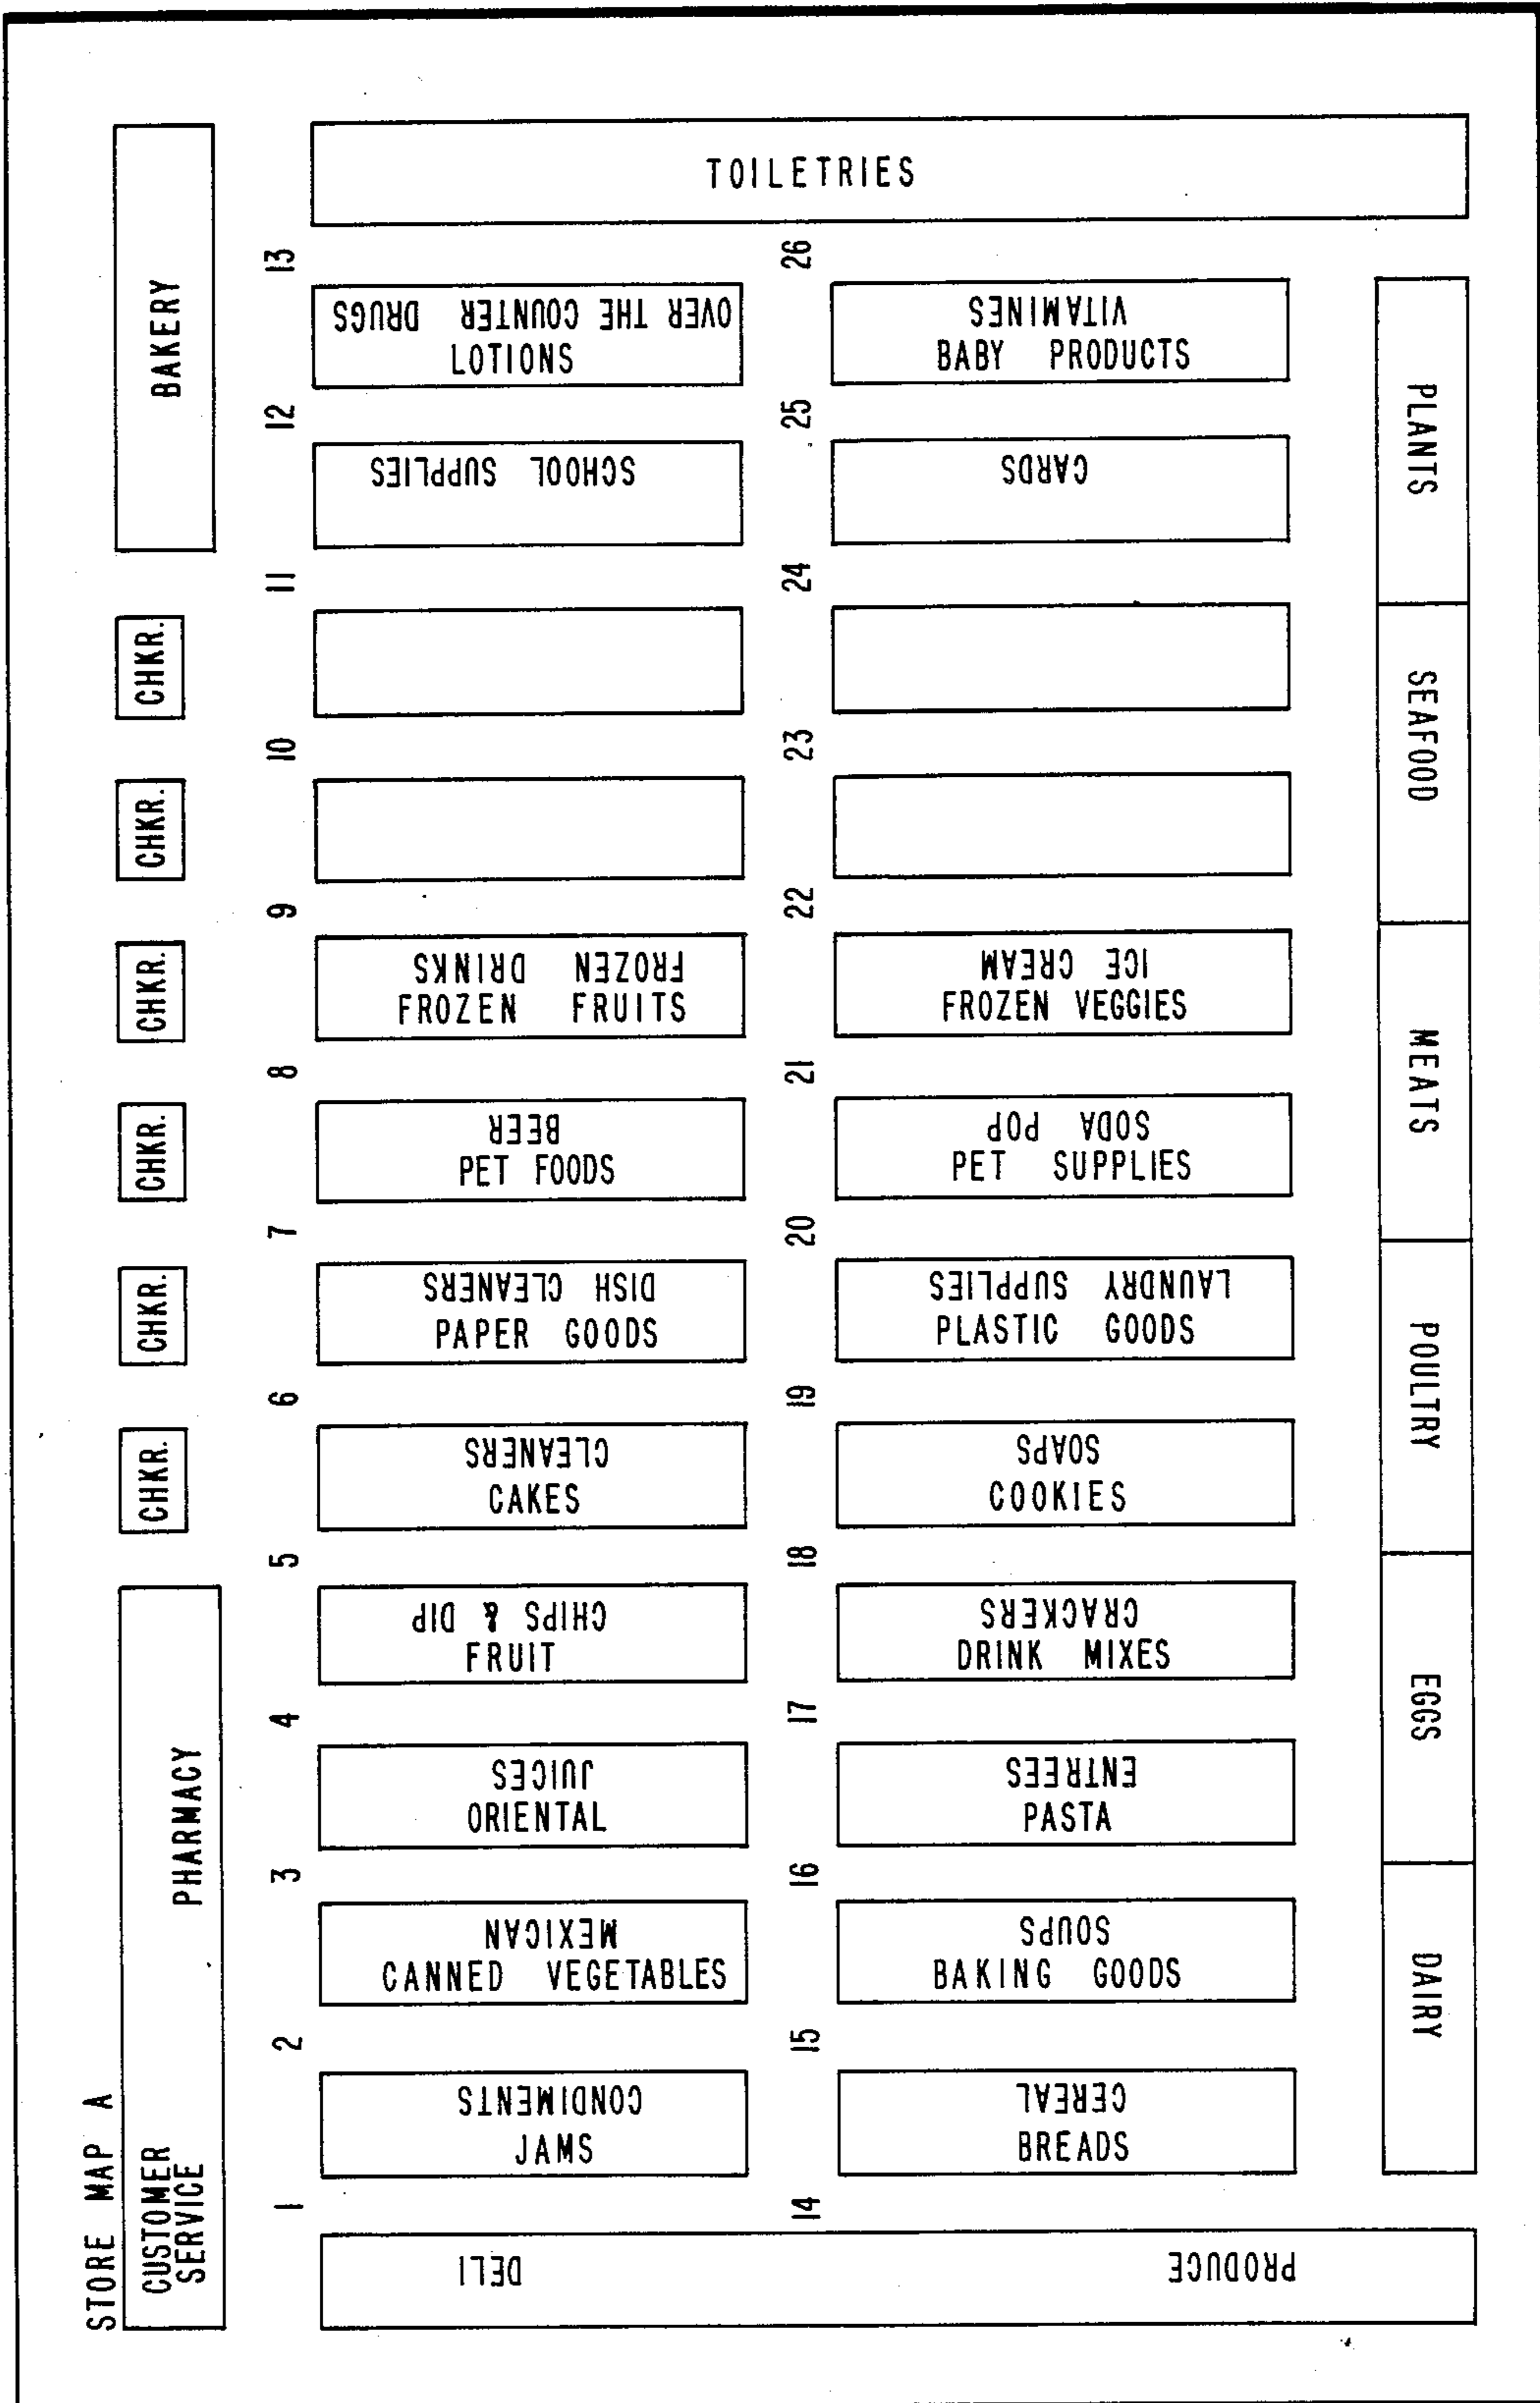 STORE MAP A
CUSTOMER
SERVICE
PHARMACY
CHKR.
CHKR.
CHKR.
CHKR.
CHKR.
CHKR.
BAKERY
1
2
3
4
5
6
7
8
9
10
11
12
13
DELI
PRODUCE
CONDIMENTS
JAMS
MEXICAN
CANNED VEGETABLES
JUICES
ORIENTAL
CHIPS & DIP
FRUIT
CLEANERS
CAKES
DISH CLEANERS
PAPER GOODS
BEER
PET FOODS
FROZEN DRINKS
FROZEN FRUITS
SCHOOL SUPPLIES
OVER THE COUNTER DRUGS
LOTIONS
TOILETRIES
14
15
16
17
18
19
20
21
22
23
24
25
26
CEREAL
BREADS
SOUPS
BAKING GOODS
ENTREES
PASTA
CRACKERS
DRINK MIXES
SOAPS
COOKIES
LAUNDRY SUPPLIES
PLASTIC GOODS
SODA POP
PET SUPPLIES
ICE CREAM
FROZEN VEGGIES
CARDS
VITAMINES
BABY PRODUCTS
DAIRY
EGGS
POULTRY
MEATS
SEAFOOD
PLANTS